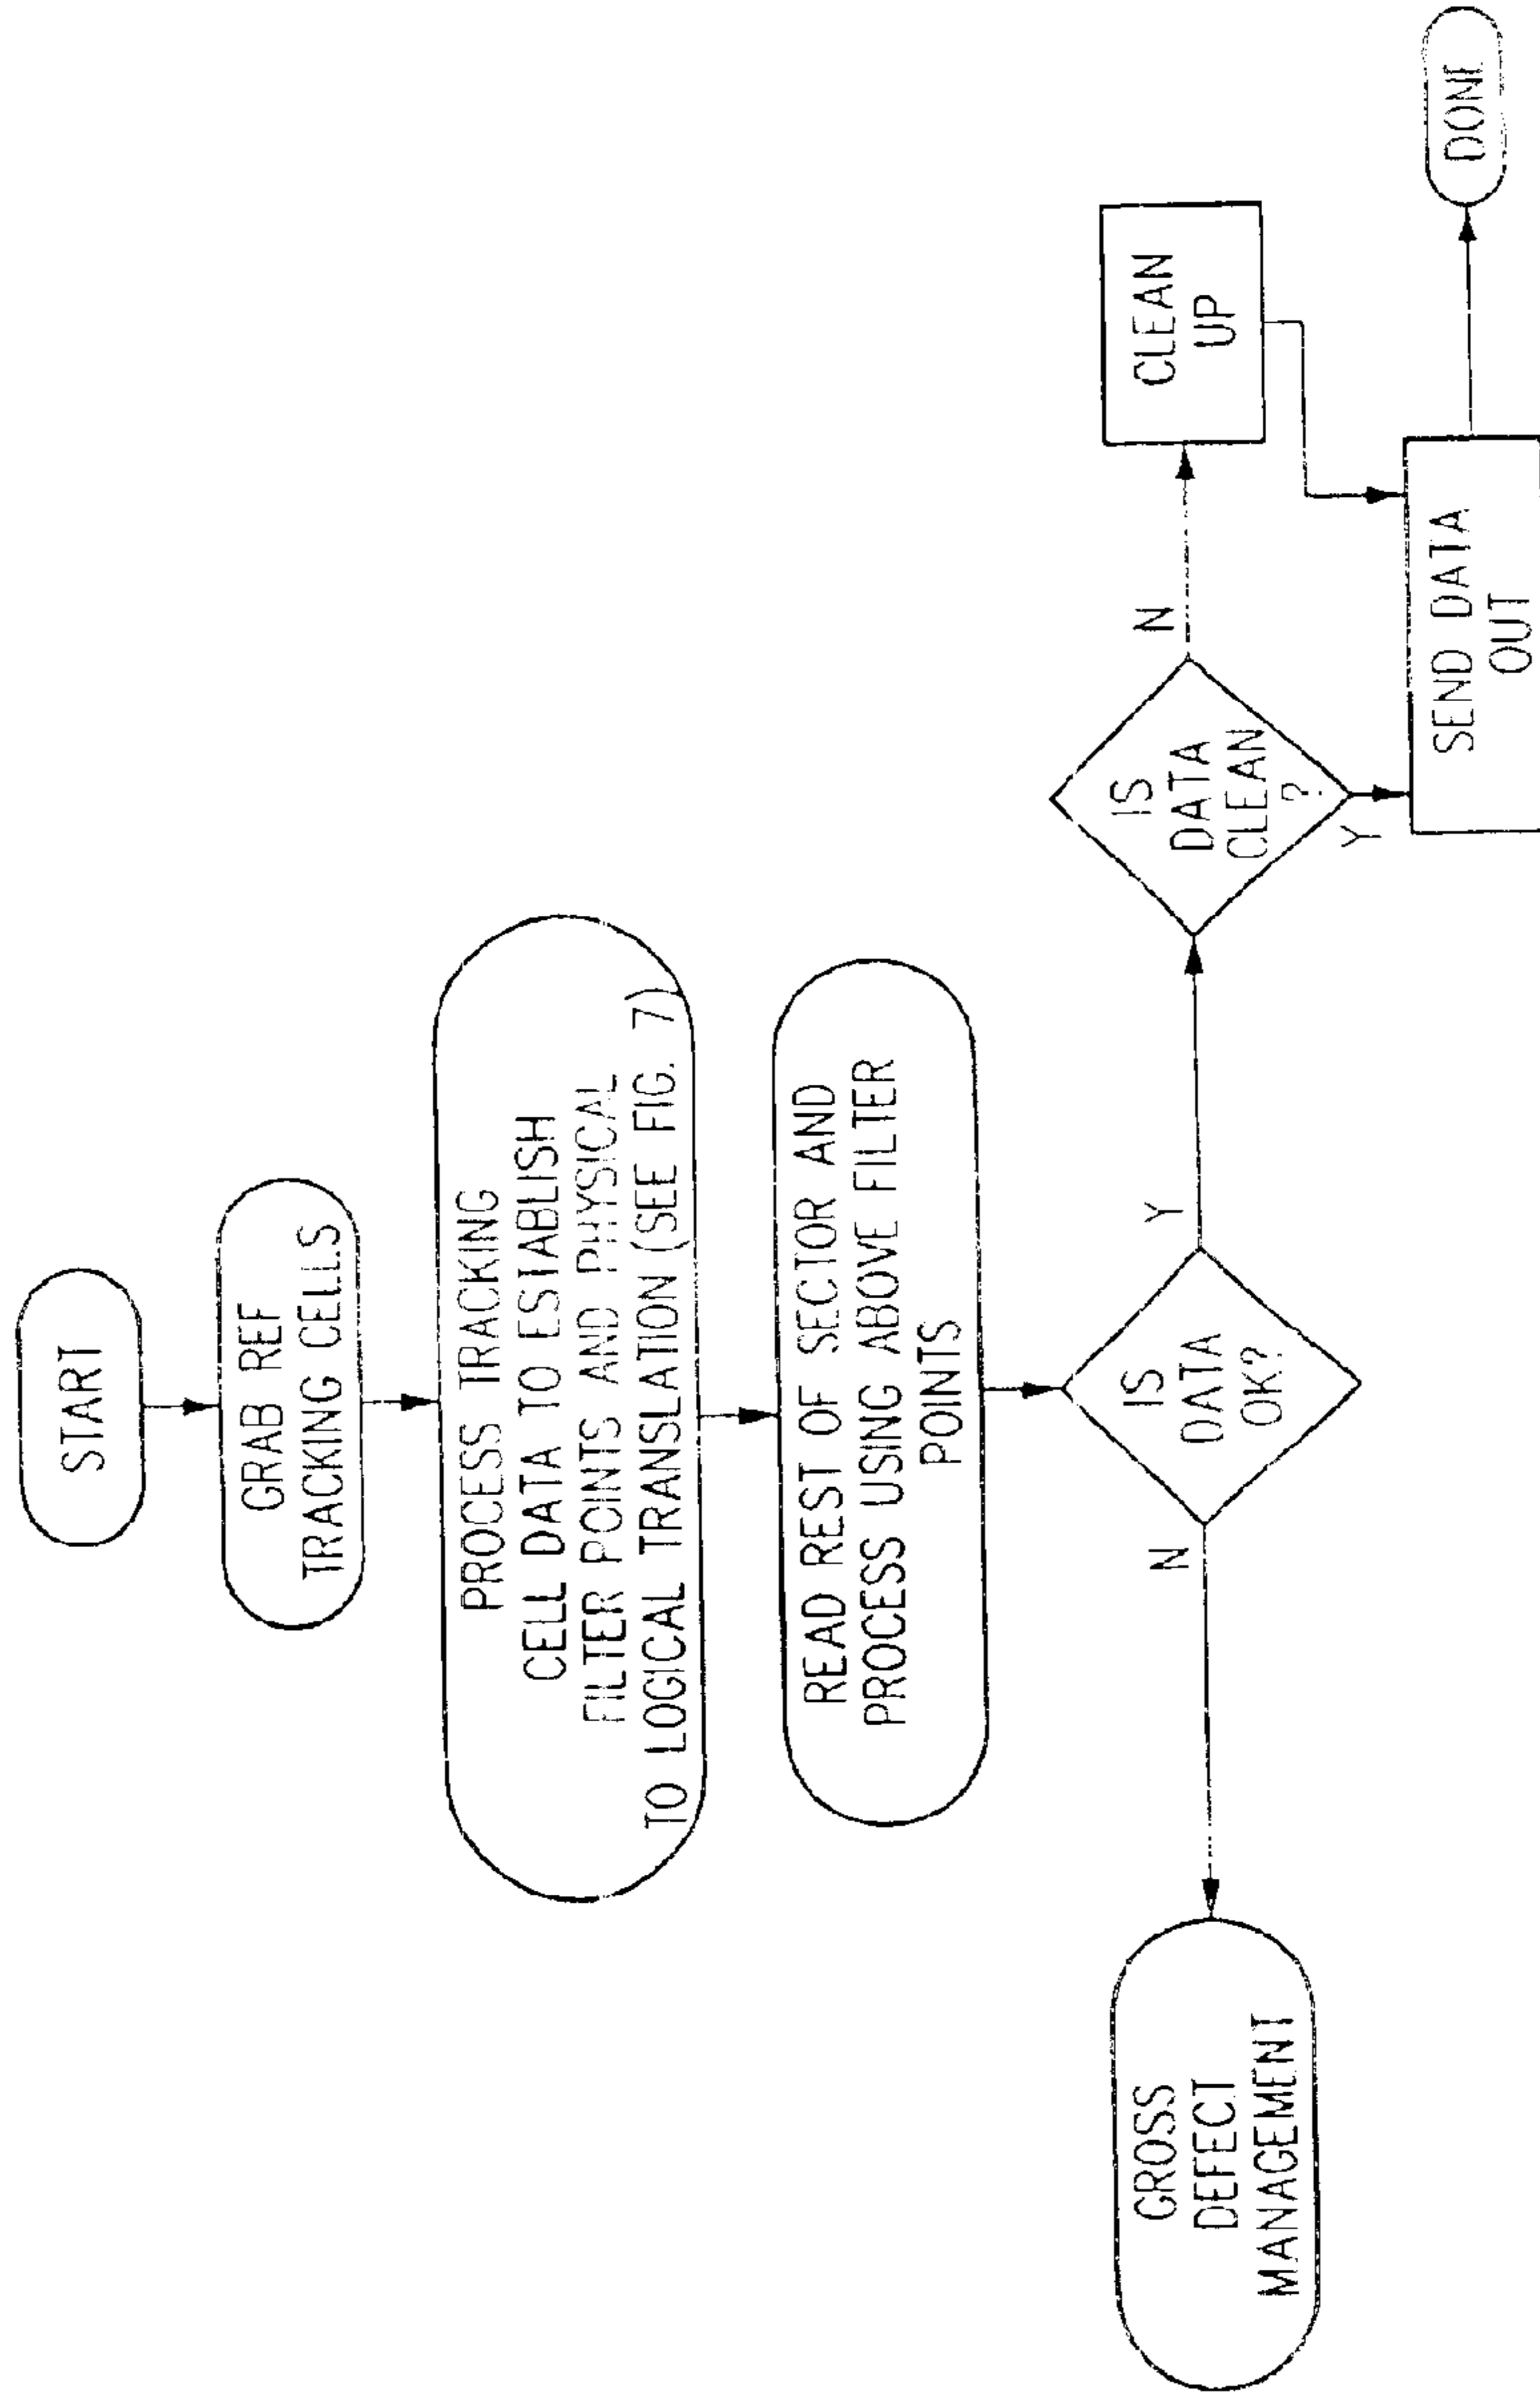 START
GRAB REF
TRACKING CELLS
PROCESS TRACKING
CELL DATA TO ESTABLISH
FILTER POINTS AND PHYSICAL
TO LOGICAL TRANSLATION (SEE FIG. 7)
READ REST OF SECTOR AND
PROCESS USING ABOVE FILTER
POINTS
IS
DATA
OK?
N
Y
GROSS
DEFECT
MANAGEMENT
IS
DATA
CLEAN
?
N
Y
CLEAN
UP
SEND DATA
OUT
DONE